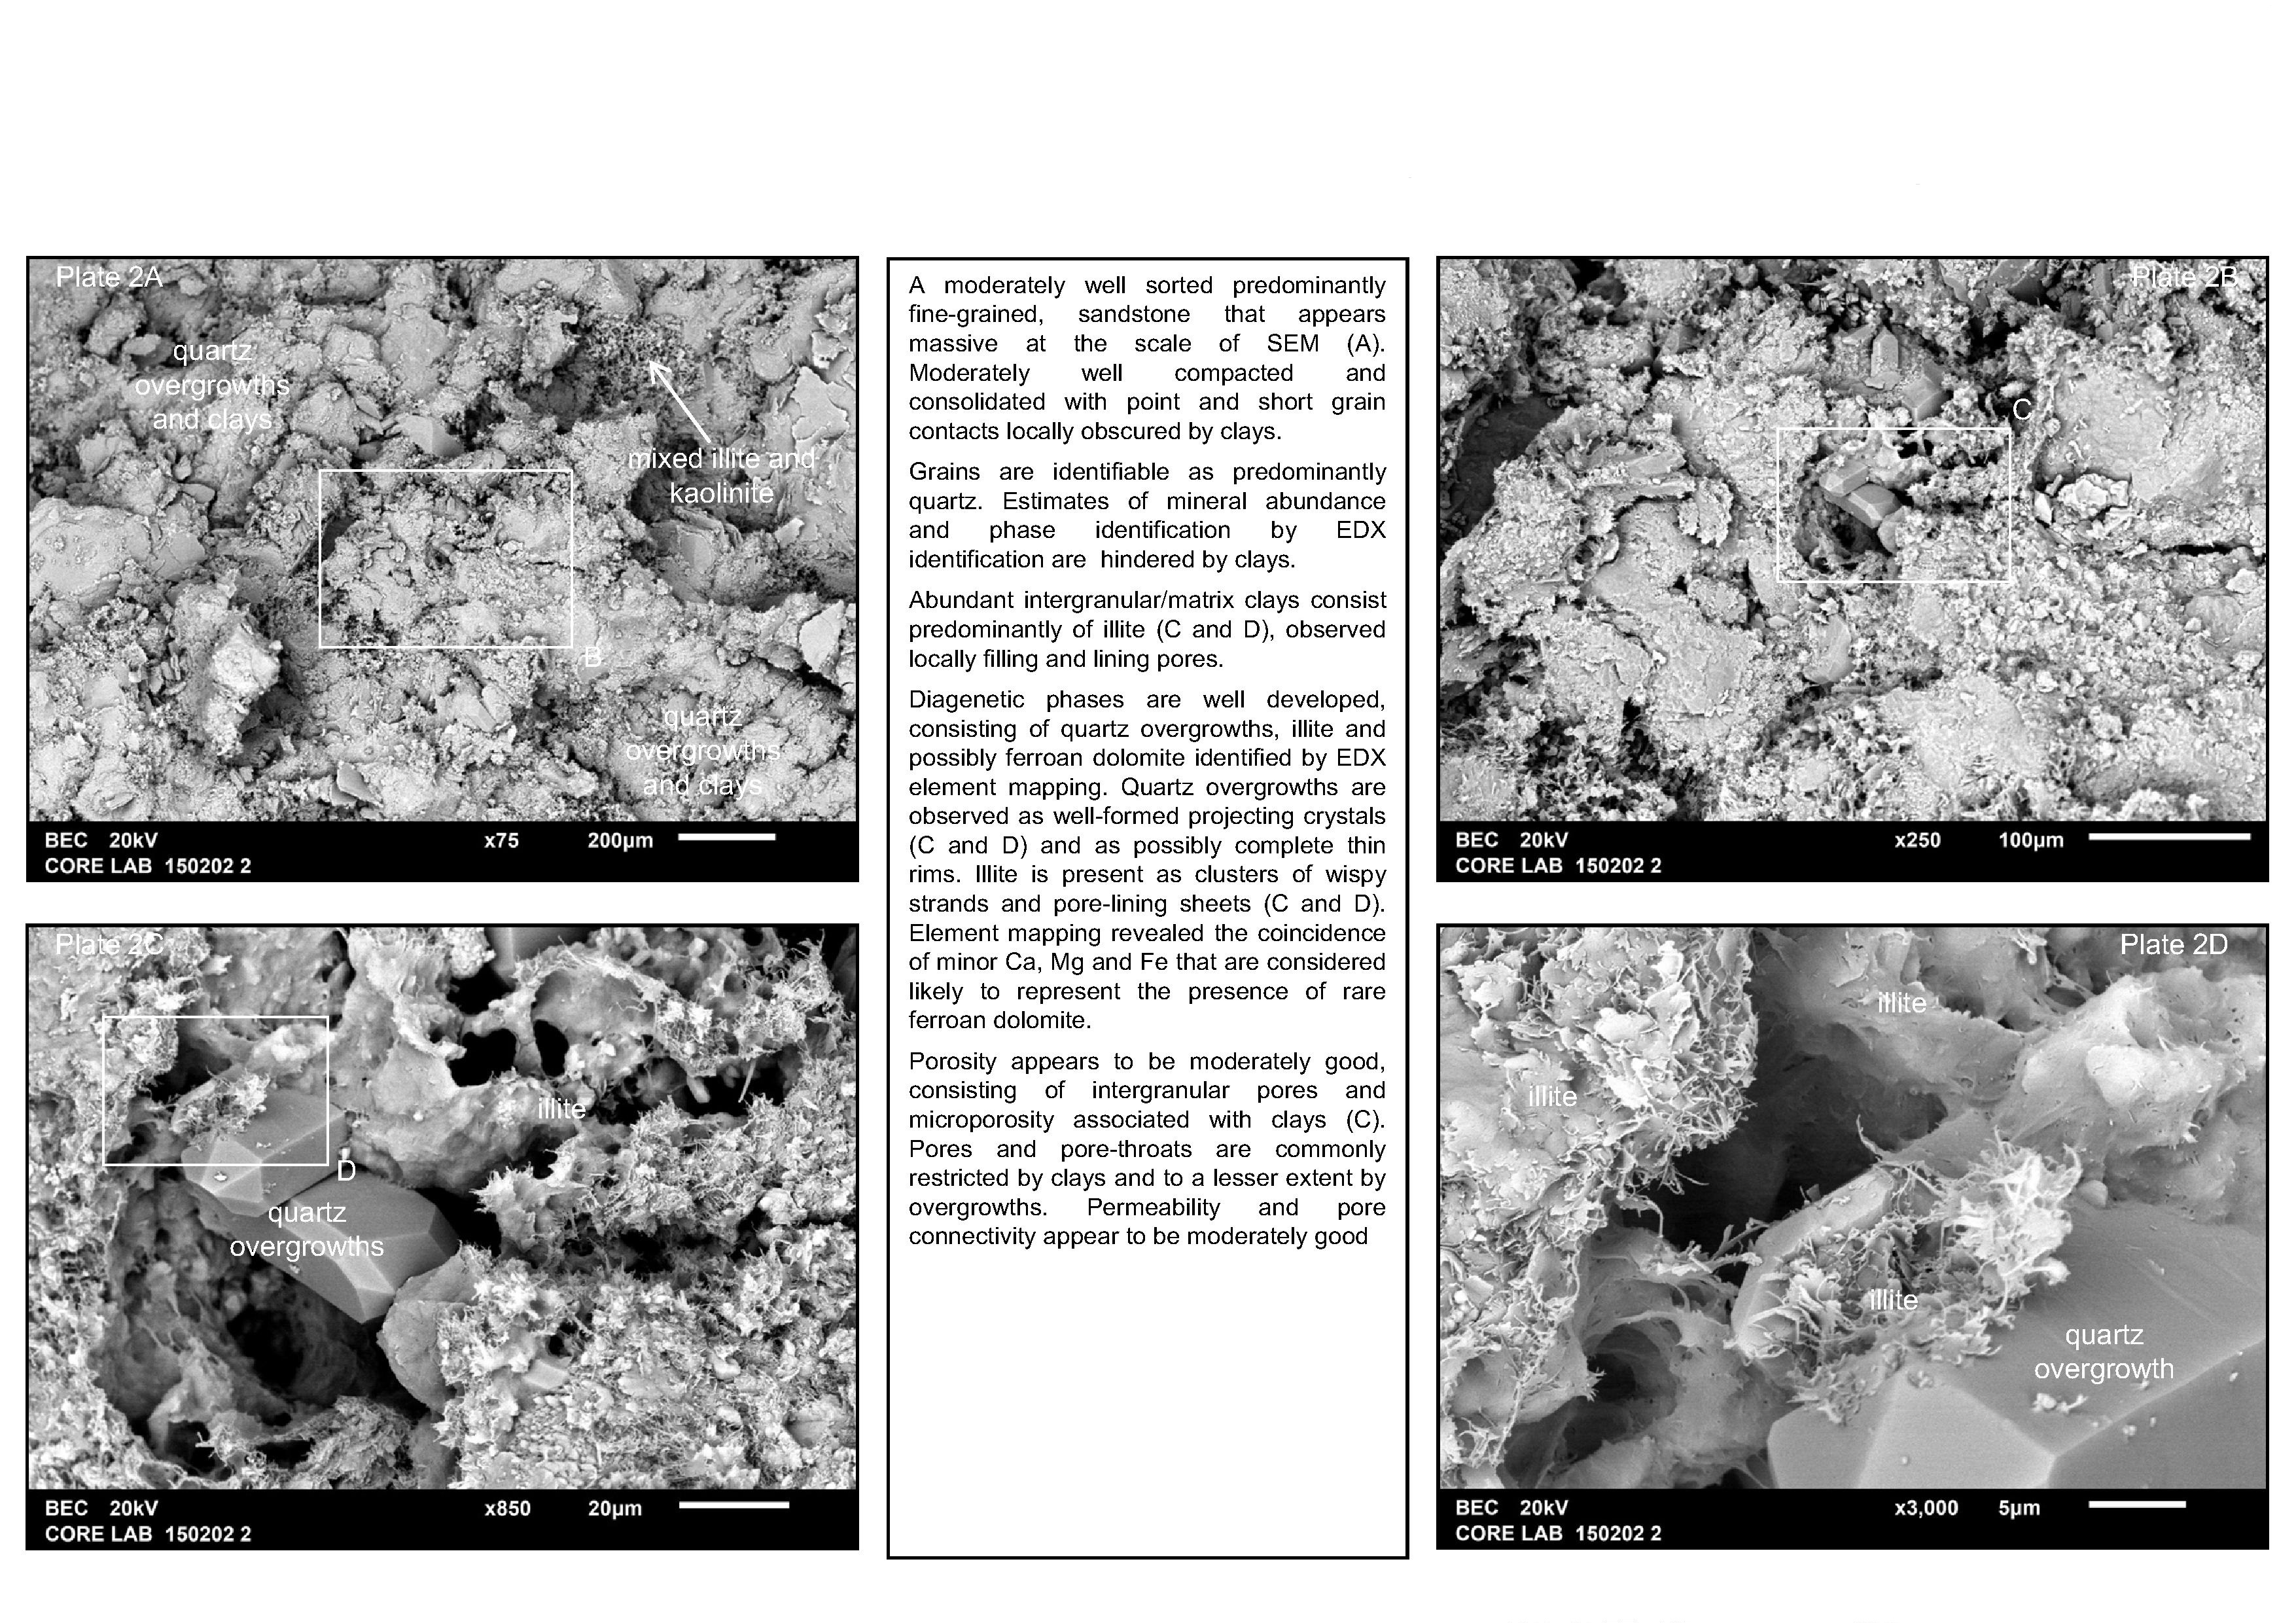 Plate 2A
quartz
overgrowths
and clays
mixed illite and
kaolinite
B
quartz
overgrowths
and clays
BEC 20kV x75 200µm
CORE LAB 150202 2
A moderately well sorted predominantly
fine-grained, sandstone that appears
massive at the scale of SEM (A).
Moderately well compacted and
consolidated with point and short grain
contacts locally obscured by clays.
Grains are identifiable as predominantly
quartz. Estimates of mineral abundance
and phase identification by EDX
identification are hindered by clays.
Abundant intergranular/matrix clays consist
predominantly of illite (C and D), observed
locally filling and lining pores.
Diagenetic phases are well developed,
consisting of quartz overgrowths, illite and
possibly ferroan dolomite identified by EDX
element mapping. Quartz overgrowths are
observed as well-formed projecting crystals
(C and D) and as possibly complete thin
rims. Illite is present as clusters of wispy
strands and pore-lining sheets (C and D).
Element mapping revealed the coincidence
of minor Ca, Mg and Fe that are considered
likely to represent the presence of rare
ferroan dolomite.
Porosity appears to be moderately good,
consisting of intergranular pores and
microporosity associated with clays (C).
Pores and pore-throats are commonly
restricted by clays and to a lesser extent by
overgrowths. Permeability and pore
connectivity appear to be moderately good
Plate 2B
C
BEC 20kV x250 100µm
CORE LAB 150202 2
Plate 2C
illite
D
quartz
overgrowths
BEC 20kV x850 20µm
CORE LAB 150202 2
Plate 2D
illite
illite
illite
quartz
overgrowth
BEC 20kV x3,000 5µm
CORE LAB 150202 2